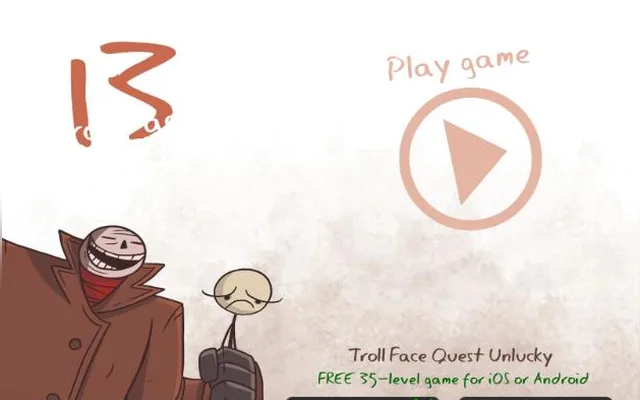 13
Play game
Troll Face Quest Unlucky
FREE 35-level game for iOS or Android